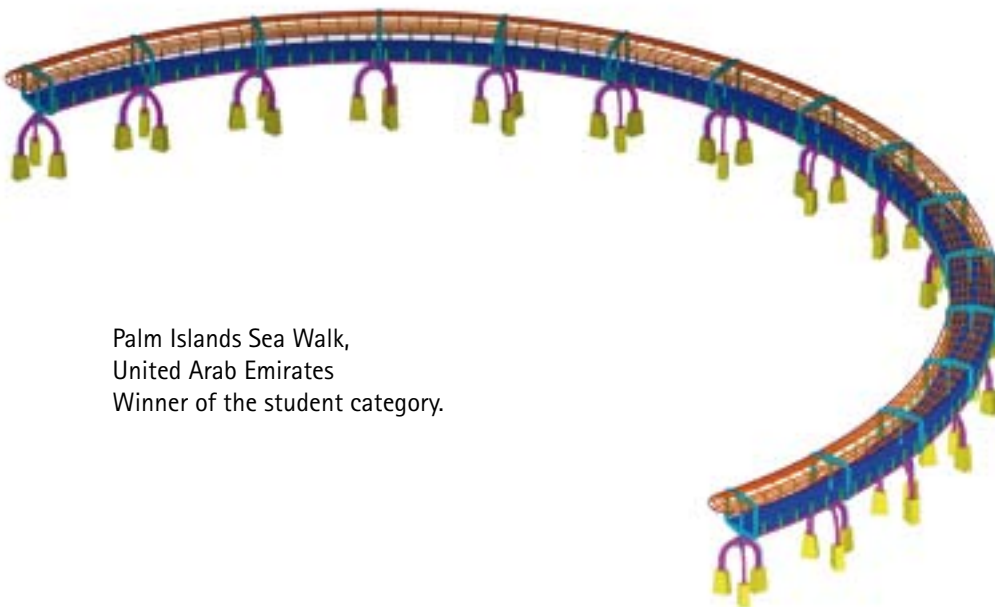 Palm Islands Sea Walk,
United Arab Emirates
Winner of the student category.